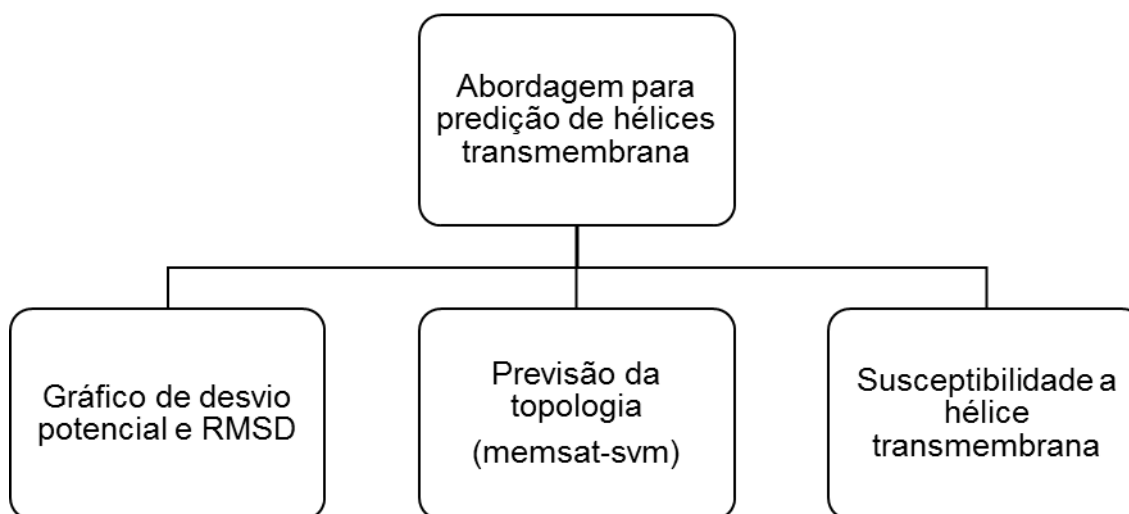 Abordagem para
predição de hélices
transmembrana
Gráfico de desvio
potencial e RMSD
Previsão da
topologia
(memsat-svm)
Susceptibilidade a
hélice
transmembrana